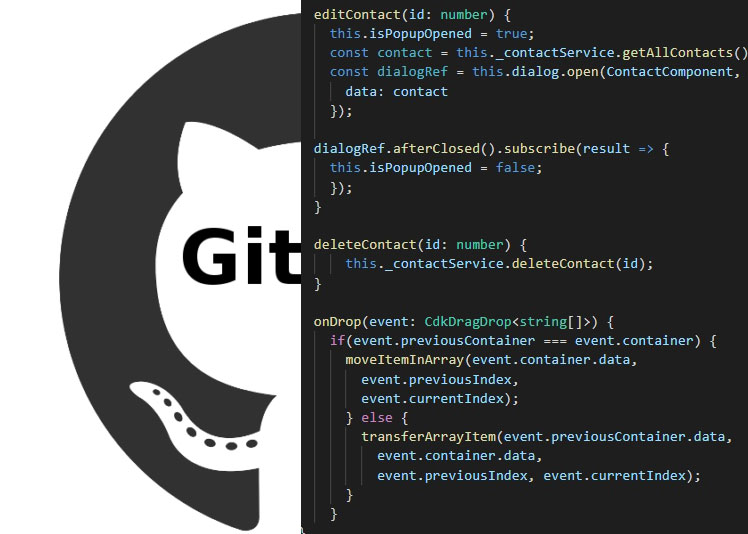 Git
editContact(id: number) {
this.isPopupOpened = true;
const contact = this._contactService.getAllContacts()
const dialogRef = this.dialog.open(ContactComponent,
data: contact
});
dialogRef.afterClosed().subscribe(result => {
this.isPopupOpened = false;
});
}
deleteContact(id: number) {
this._contactService.deleteContact(id);
}
onDrop(event: CdkDragDrop<string[]>) {
if(event.previousContainer === event.container) {
moveItemInArray(event.container.data,
event.previousIndex,
event.currentIndex);
} else {
transferArrayItem(event.previousContainer.data,
event.container.data,
event.previousIndex, event.currentIndex);
}
}